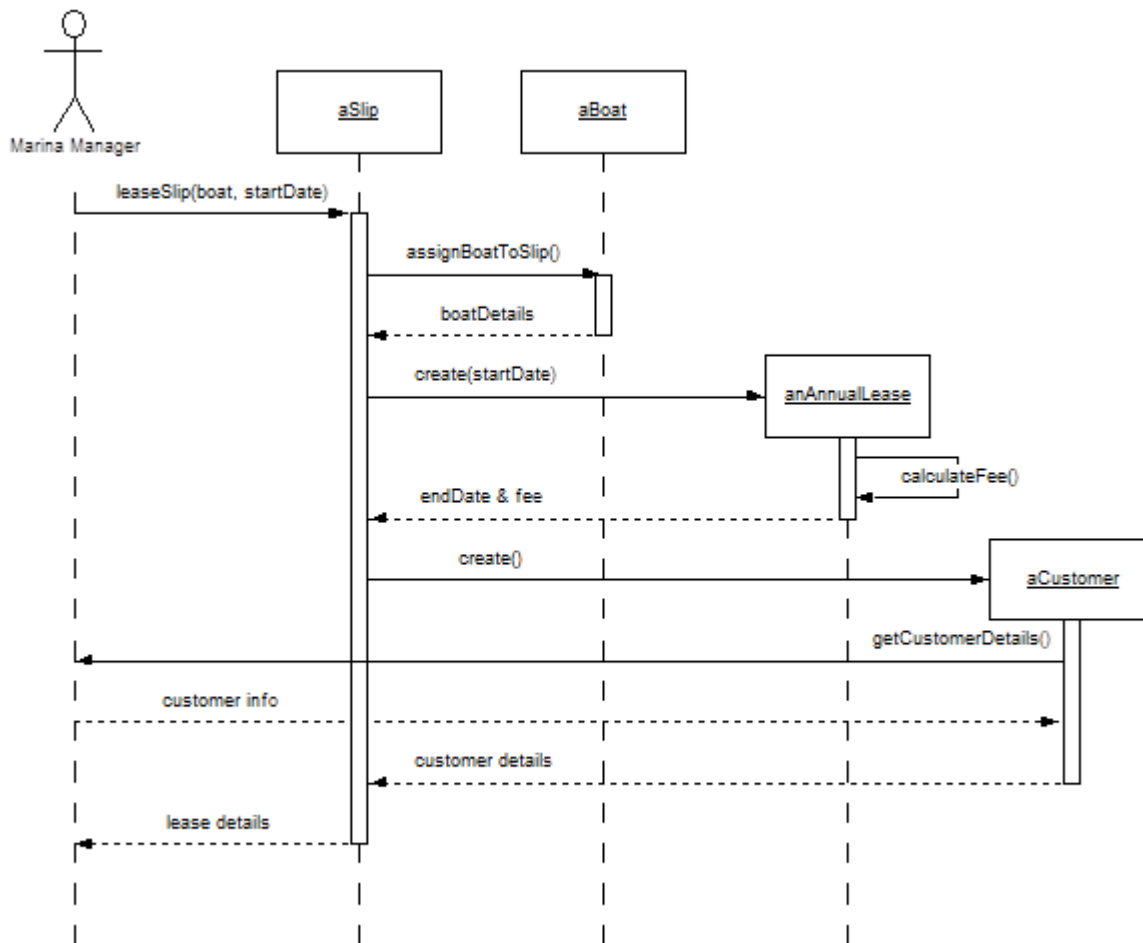 aSlip
aBoat
Marina Manager
leaseSlip(boat, startDate)
assignBoatToSlip()
boatDetails
create(startDate)
anAnnualLease
calculateFee()
endDate & fee
create()
aCustomer
getCustomerDetails()
customer info
customer details
lease details